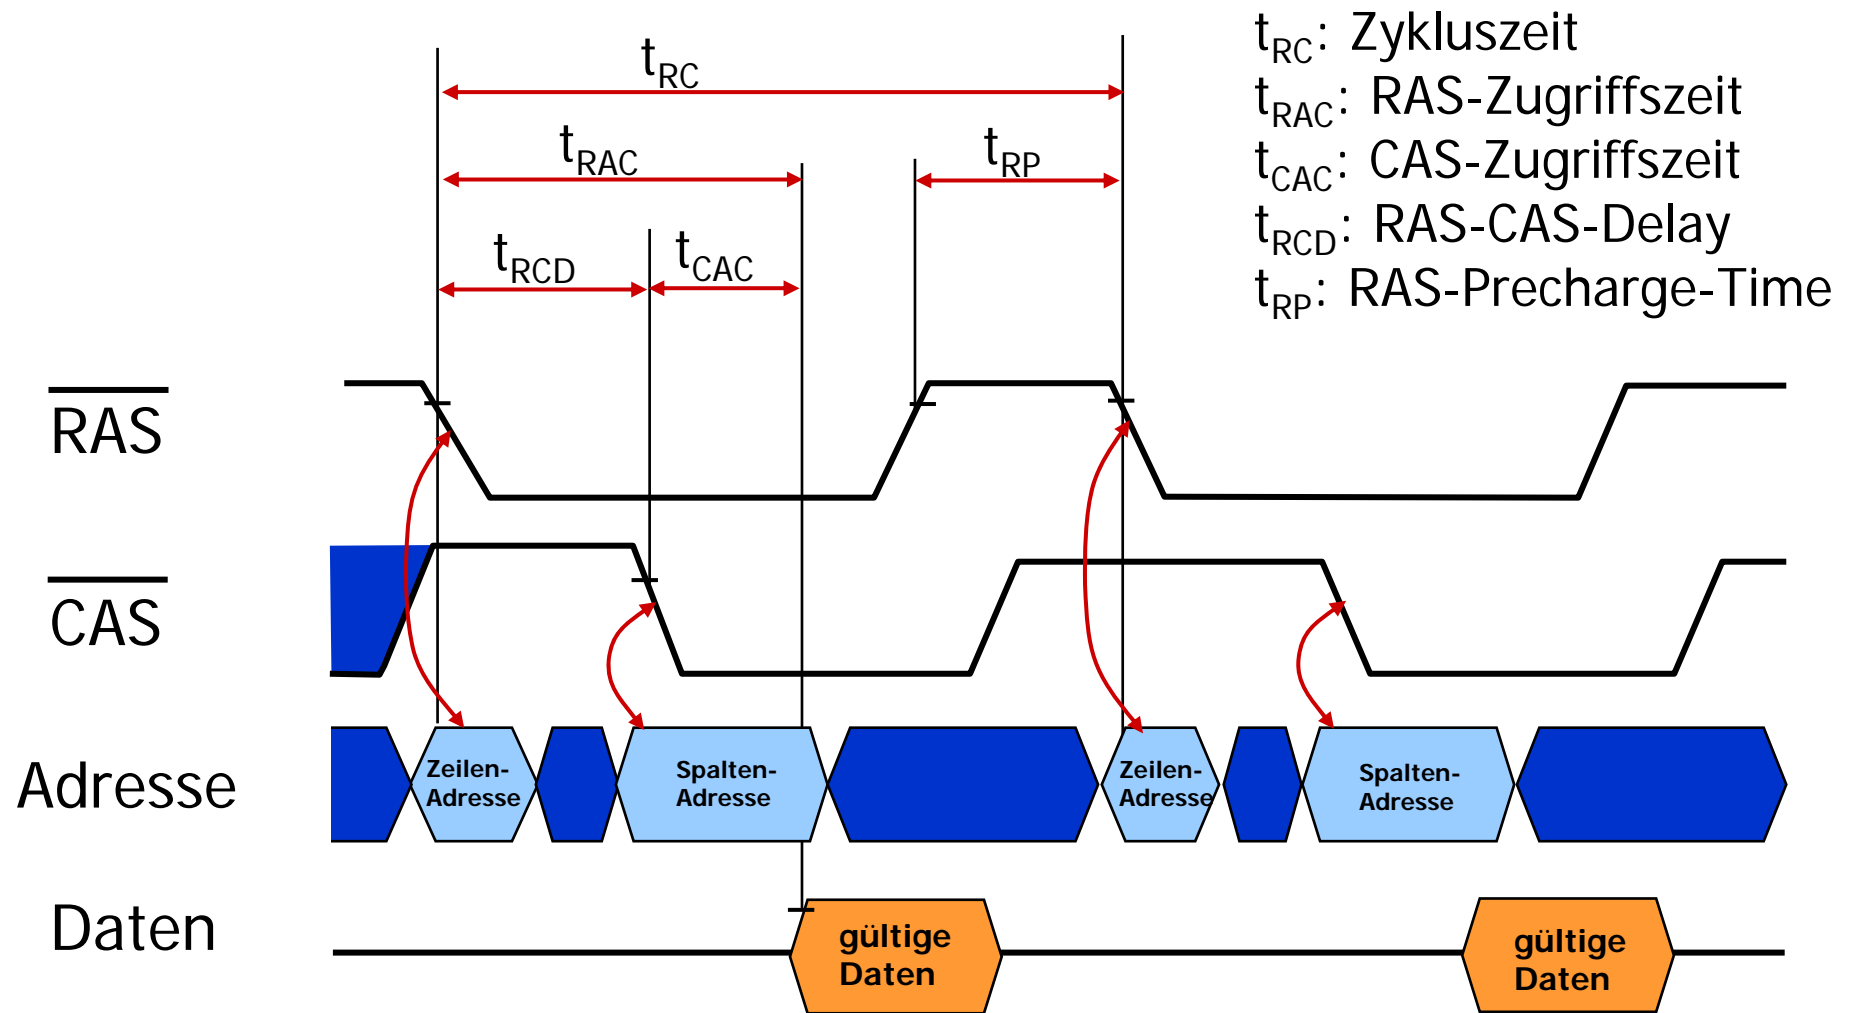 tRC: Zykluszeit
tRAC: RAS-Zugriffszeit
tCAC: CAS-Zugriffszeit
tRCD: RAS-CAS-Delay
tRP: RAS-Precharge-Time
tRC
tRAC
tRP
tRCD
tCAC
RAS
CAS
Adresse
Zeilen-
Adresse
Spalten-
Adresse
Zeilen-
Adresse
Spalten-
Adresse
Daten
gültige
Daten
gültige
Daten